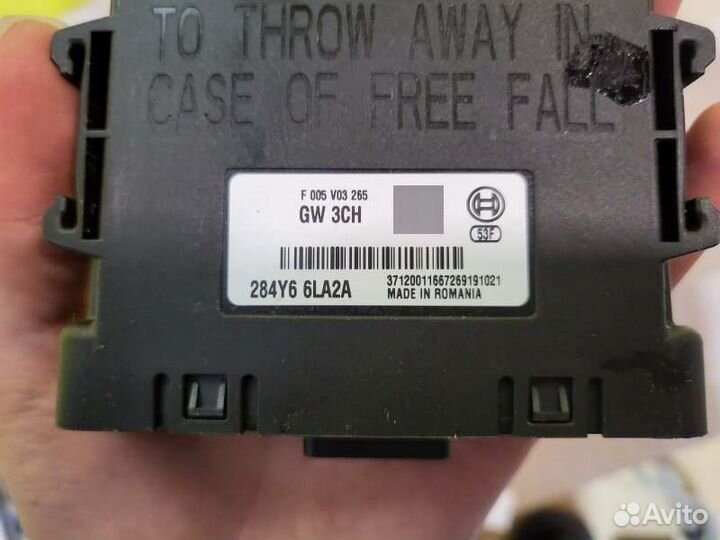 TO THROW AWAY IN
CASE OF FREE FALL
F 005 V03 265
GW 3CH
53F
284Y6 6LA2A
37120011667269191021
MADE IN ROMANIA
Avito